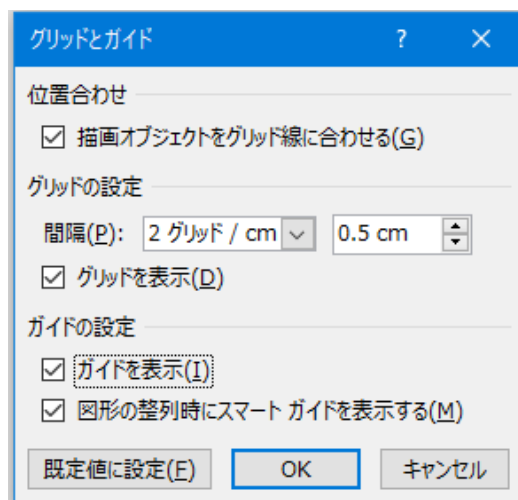 グリッドとガイド ?
位置合わせ
描画オブジェクトをグリッド線に合わせる(G)
グリッドの設定
間隔(P): 2 グリッド / cm 0.5 cm
グリッドを表示(D)
ガイドの設定
ガイドを表示(I)
図形の整列時にスマート ガイドを表示する(M)
既定値に設定(F) OK キャンセル